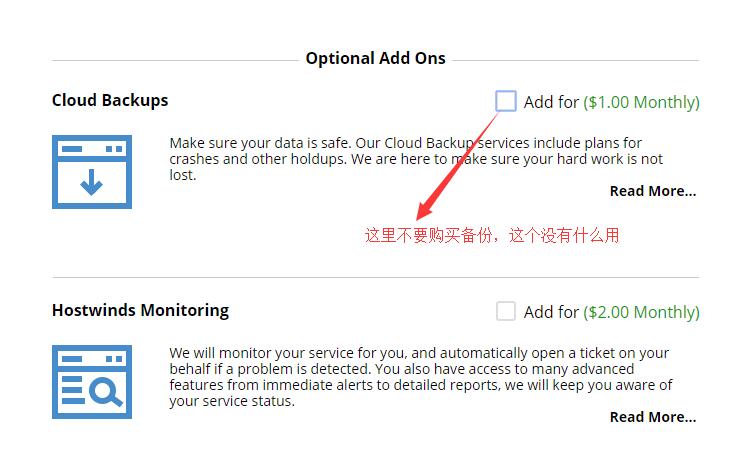 Optional Add Ons
Cloud Backups
Add for ($1.00 Monthly)
Make sure your data is safe. Our Cloud Backup services include plans for
crashes and other holdups. We are here to make sure your hard work is not
lost.
Read More...
这里不要购买备份，这个没有什么用
Hostwinds Monitoring
Add for ($2.00 Monthly)
We will monitor your service for you, and automatically open a ticket on your
behalf if a problem is detected. You also have access to many advanced
features from immediate alerts to detailed reports, we will keep you aware of
your service status.
Read More...